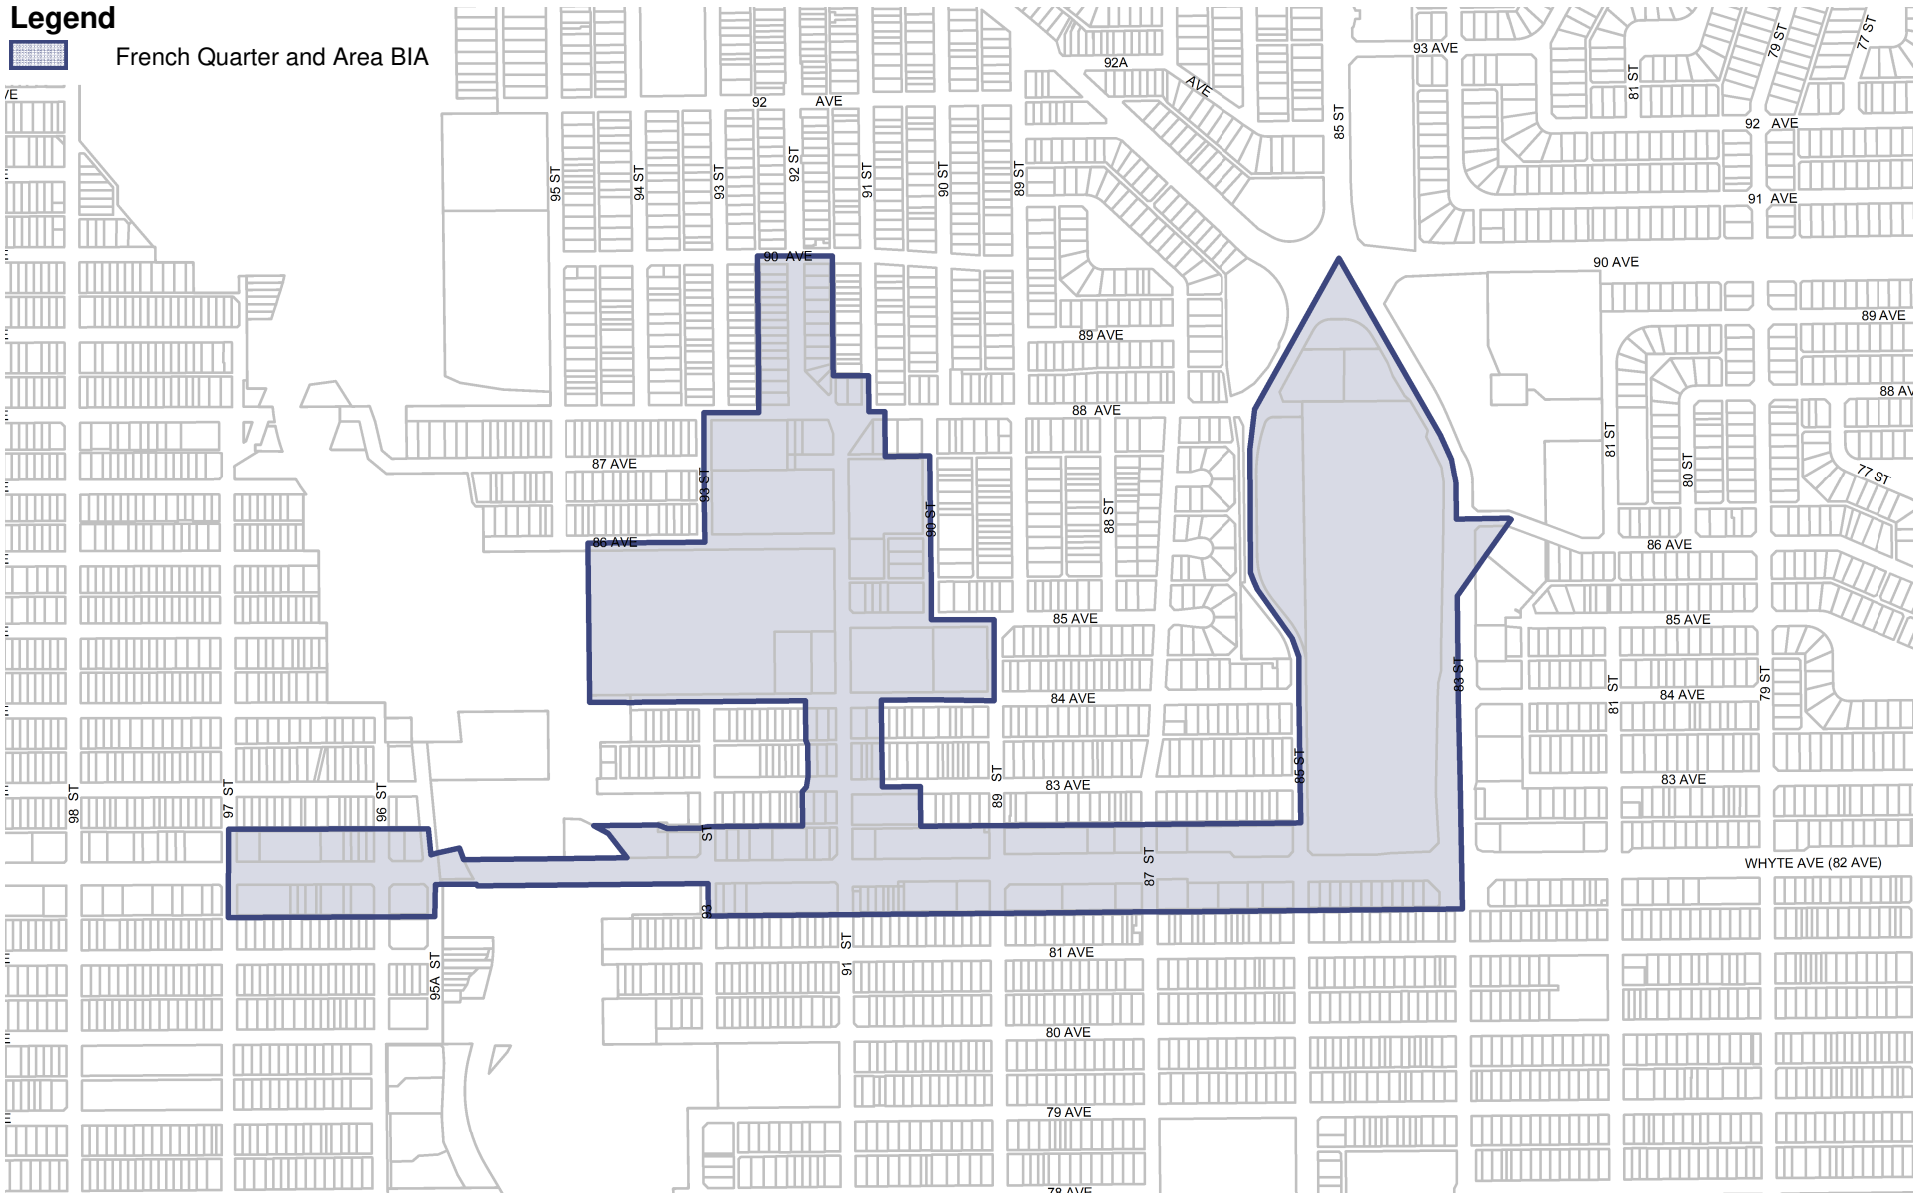 Legend
French Quarter and Area BIA
93 AVE
79 ST
77 ST
92A
AVE
81 ST
92 AVE
85 ST
92 AVE
95 ST
94 ST
93 ST
92 ST
91 ST
90 ST
89 ST
91 AVE
90 AVE
90 AVE
89 AVE
89 AVE
88 AV
88 AVE
87 AVE
81 ST
80 ST
77 ST
93 ST
90 ST
88 ST
86 AVE
86 AVE
85 AVE
85 AVE
83 ST
84 AVE
84 AVE
81 ST
79 ST
85 ST
83 AVE
83 AVE
89 ST
98 ST
97 ST
96 ST
93 ST
87 ST
WHYTE AVE (82 AVE)
91 ST
81 AVE
95A ST
80 AVE
79 AVE
78 AVE